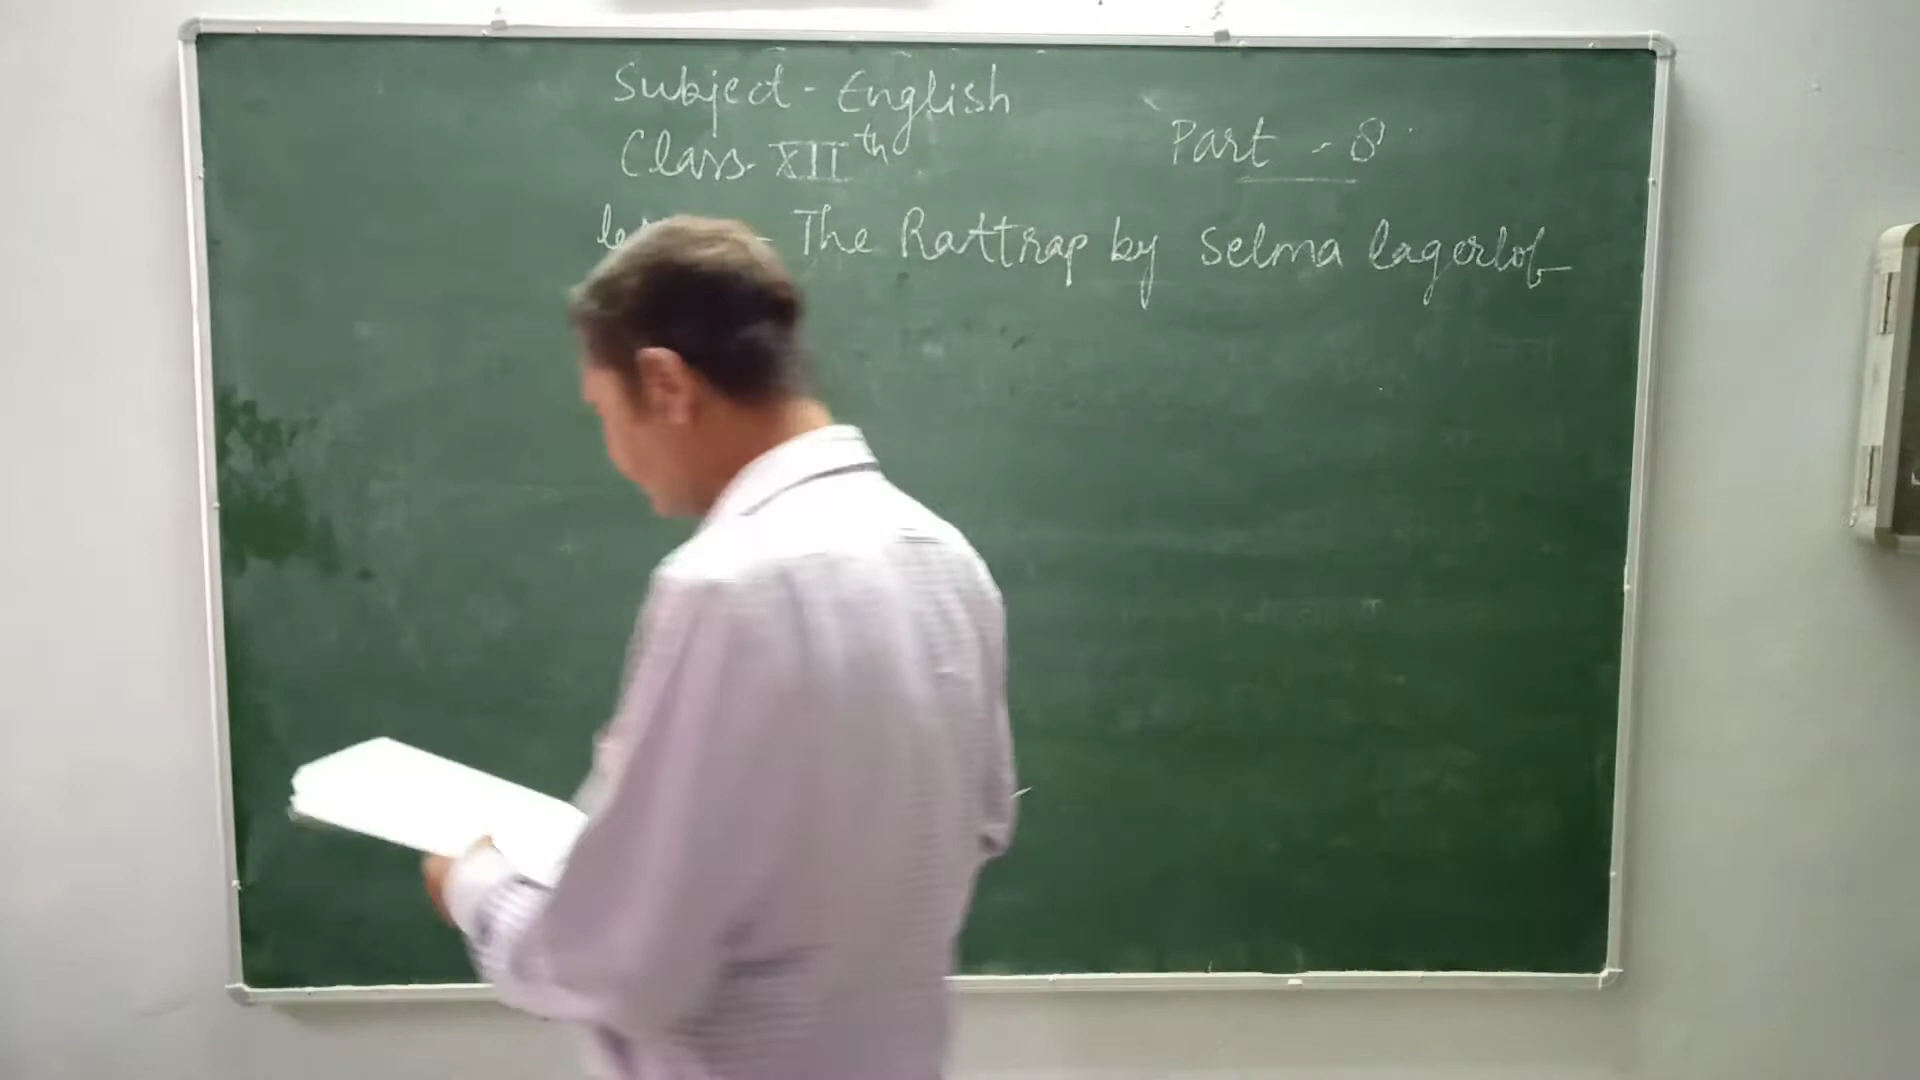 Subject - English
Class- XIIth
Part - 8
- The Rattrap by Selma lagerlof